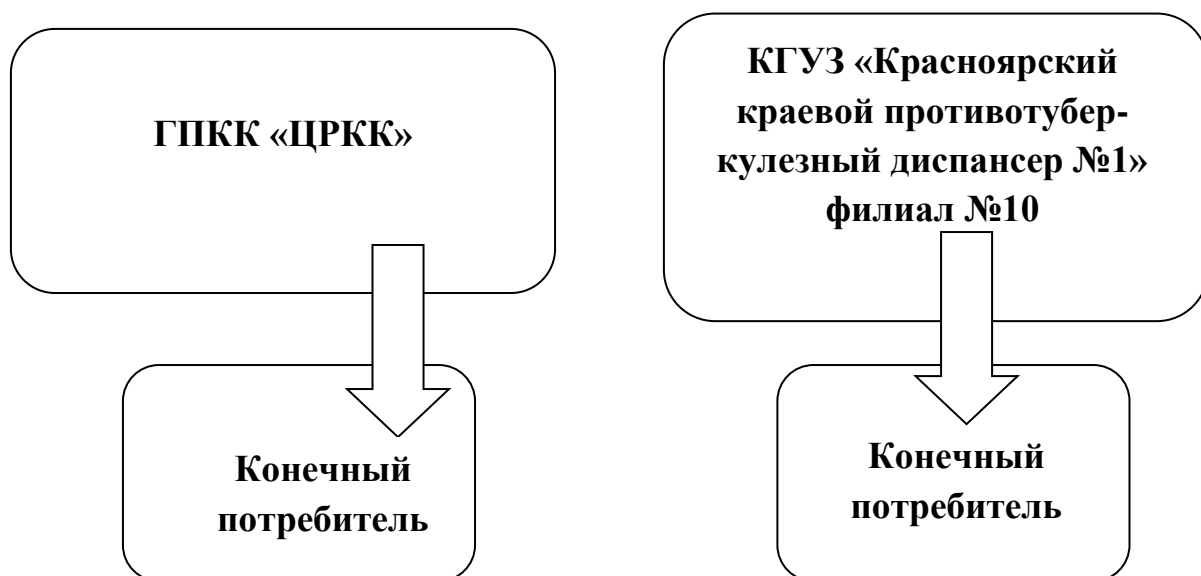 ГПКК «ЦРКК»
КГУЗ «Красноярский
краевой противотубер-
кулезный диспансер №1»
филиал №10
Конечный
потребитель
Конечный
потребитель